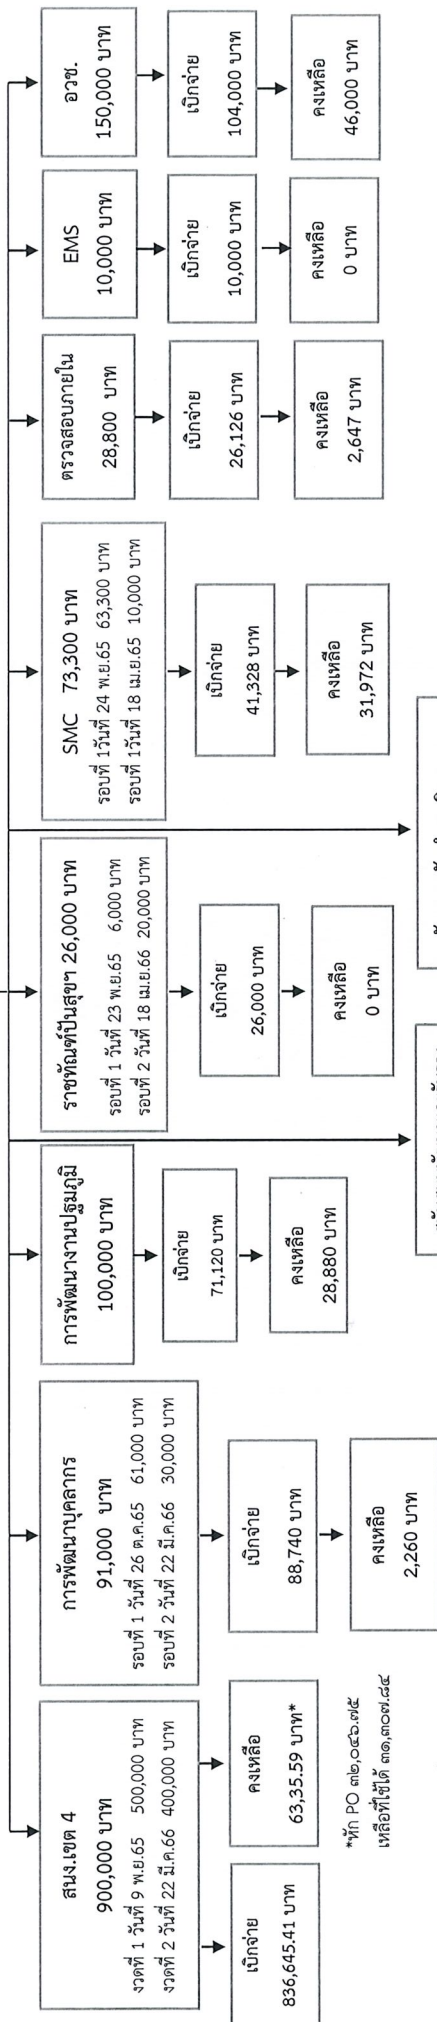 สนง.เขต 4
900,000 บาท
งวดที่ 1 วันที่ 9 พ.ย.65 500,000 บาท
งวดที่ 2 วันที่ 22 มี.ค.66 400,000 บาท
เบิกจ่าย
836,645.41 บาท
คงเหลือ
63,35.59 บาท*
*หัก PO ๓๒,๐๔๖.๗๕
เหลือที่ใช้ได้ ๓๑,๓๐๗.๘๔
การพัฒนาบุคลากร
91,000 บาท
รอบที่ 1 วันที่ 26 ต.ค.65 61,000 บาท
รอบที่ 2 วันที่ 22 มี.ค.66 30,000 บาท
เบิกจ่าย
88,740 บาท
คงเหลือ
2,260 บาท
การพัฒนางานปฐมภูมิ
100,000 บาท
เบิกจ่าย
71,120 บาท
คงเหลือ
28,880 บาท
ราชทัณฑ์ปันสุขฯ 26,000 บาท
รอบที่ 1 วันที่ 23 พ.ย.65 6,000 บาท
รอบที่ 2 วันที่ 18 เม.ย.66 20,000 บาท
เบิกจ่าย
26,000 บาท
คงเหลือ
0 บาท
SMC 73,300 บาท
รอบที่ 1วันที่ 24 พ.ย.65 63,300 บาท
รอบที่ 1วันที่ 18 เม.ย.65 10,000 บาท
เบิกจ่าย
41,328 บาท
คงเหลือ
31,972 บาท
ตรวจสอบภายใน
28,800 บาท
เบิกจ่าย
26,126 บาท
คงเหลือ
2,647 บาท
EMS
10,000 บาท
เบิกจ่าย
10,000 บาท
คงเหลือ
0 บาท
อวช.
150,000 บาท
เบิกจ่าย
104,000 บาท
คงเหลือ
46,000 บาท